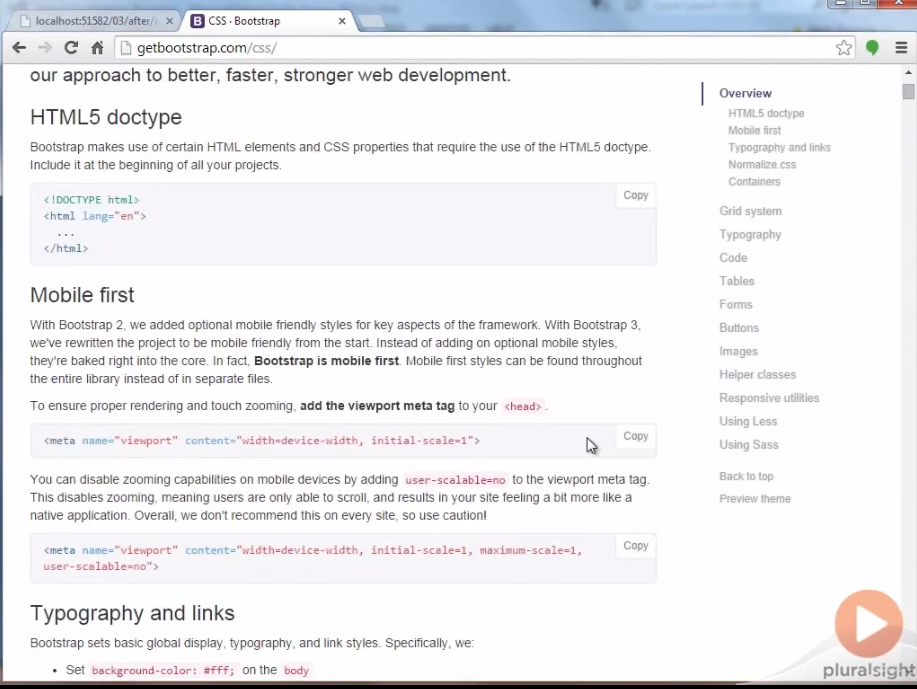 localhost:51582/03/after/i
CSS · Bootstrap
getbootstrap.com/css/
our approach to better, faster, stronger web development.
HTML5 doctype
Bootstrap makes use of certain HTML elements and CSS properties that require the use of the HTML5 doctype.
Include it at the beginning of all your projects.
Copy
<!DOCTYPE html>
<html lang="en">
...
</html>
Mobile first
With Bootstrap 2, we added optional mobile friendly styles for key aspects of the framework. With Bootstrap 3,
we've rewritten the project to be mobile friendly from the start. Instead of adding on optional mobile styles,
they're baked right into the core. In fact, Bootstrap is mobile first. Mobile first styles can be found throughout
the entire library instead of in separate files.
To ensure proper rendering and touch zooming, add the viewport meta tag to your <head>.
<meta name="viewport" content="width=device-width, initial-scale=1">
Copy
You can disable zooming capabilities on mobile devices by adding user-scalable=no to the viewport meta tag.
This disables zooming, meaning users are only able to scroll, and results in your site feeling a bit more like a
native application. Overall, we don't recommend this on every site, so use caution!
<meta name="viewport" content="width=device-width, initial-scale=1, maximum-scale=1,
user-scalable=no">
Copy
Typography and links
Bootstrap sets basic global display, typography, and link styles. Specifically, we:
• Set background-color: #fff; on the body
Overview
HTML5 doctype
Mobile first
Typography and links
Normalize.css
Containers
Grid system
Typography
Code
Tables
Forms
Buttons
Images
Helper classes
Responsive utilities
Using Less
Using Sass
Back to top
Preview theme
pluralsight